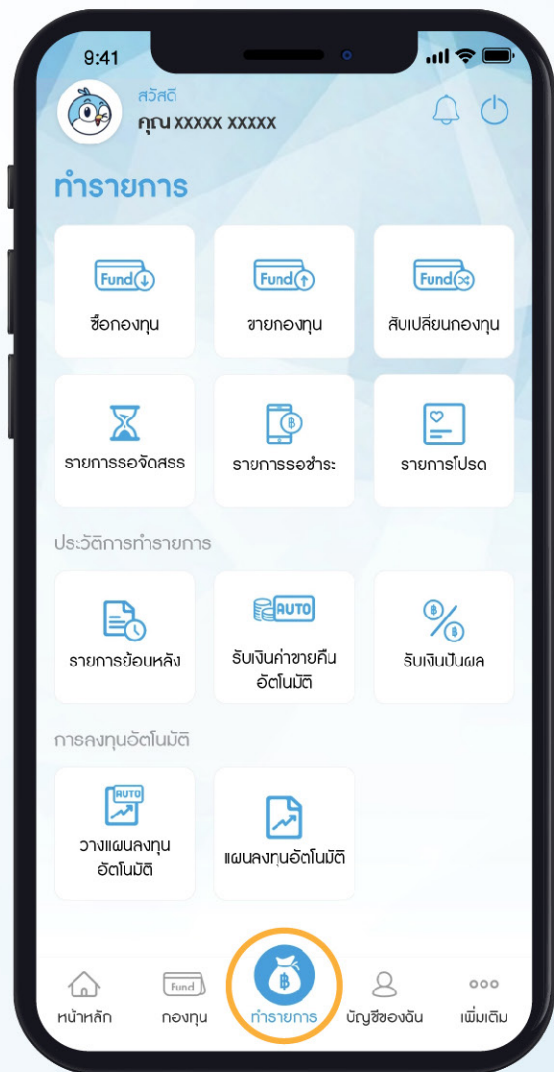 9:41
สวัสดี
คุณ xxxxx xxxxx
ทำรายการ
Fund
Fund
Fund
ซื้อกองทุน
ขายกองทุน
สับเปลี่ยนกองทุน
฿
รายการรอจัดสรร
รายการรอชำระ
รายการโปรด
ประวัติการทำรายการ
AUTO
฿
฿
รายการย้อนหลัง
รับเงินค่าขายคืน
อัตโนมัติ
รับเงินปันผล
การลงทุนอัตโนมัติ
AUTO
วางแผนลงทุน
อัตโนมัติ
แผนลงทุนอัตโนมัติ
Fund
฿
หน้าหลัก
กองทุน
ทำรายการ
บัญชีของฉัน
เพิ่มเติม